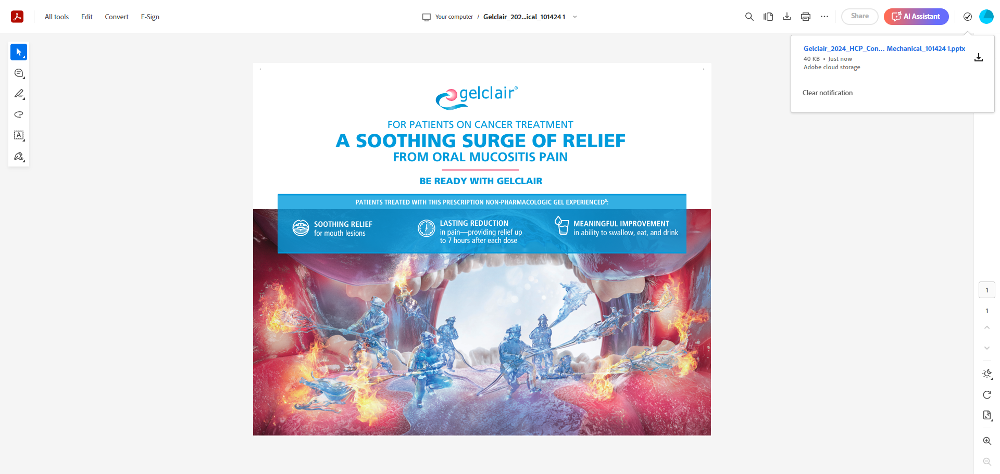 All tools
Edit
Convert
E-Sign
Your computer / Gelclair_202...ical_101424 1
Share
AI Assistant
Gelclair_2024_HCP_Con... Mechanical_101424 1.pptx
40 KB • Just now
Adobe cloud storage
Clear notification
gelclair®
FOR PATIENTS ON CANCER TREATMENT
A SOOTHING SURGE OF RELIEF
FROM ORAL MUCOSITIS PAIN
BE READY WITH GELCLAIR
PATIENTS TREATED WITH THIS PRESCRIPTION NON-PHARMACOLOGIC GEL EXPERIENCED⁵:
SOOTHING RELIEF
for mouth lesions
LASTING REDUCTION
in pain—providing relief up
to 7 hours after each dose
MEANINGFUL IMPROVEMENT
in ability to swallow, eat, and drink
1
1